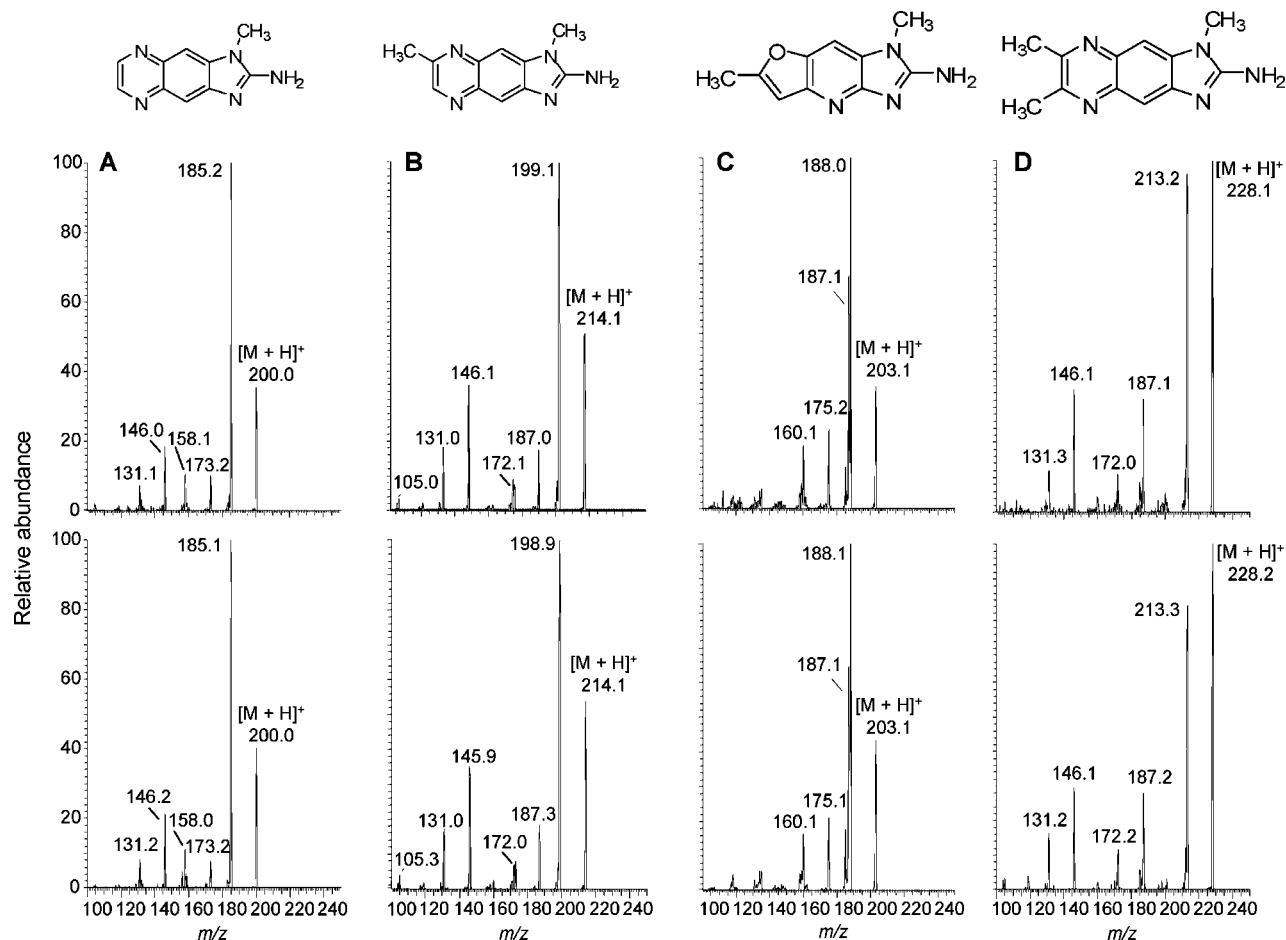 CH₃
N
N
N
N
NH₂
CH₃
CH₃
N
N
N
N
NH₂
CH₃
O
N
CH₃
N
N
NH₂
CH₃
H₃C
N
N
H₃C
N
N
NH₂
A
185.2
[M + H]⁺
200.0
146.0
158.1
131.1
173.2
100
80
60
40
20
0
B
199.1
[M + H]⁺
214.1
146.1
131.0
187.0
172.1
105.0
C
188.0
187.1
[M + H]⁺
203.1
175.2
160.1
D
213.2
[M + H]⁺
228.1
146.1
187.1
131.3
172.0
Relative abundance
185.1
[M + H]⁺
200.0
146.2
158.0
131.2
173.2
100
80
60
40
20
0
100 120 140 160 180 200 220 240
m/z
198.9
[M + H]⁺
214.1
145.9
131.0
187.3
172.0
105.3
100 120 140 160 180 200 220 240
m/z
188.1
187.1
[M + H]⁺
203.1
175.1
160.1
100 120 140 160 180 200 220 240
m/z
[M + H]⁺
228.2
213.3
146.1
187.2
131.2
172.2
100 120 140 160 180 200 220 240
m/z